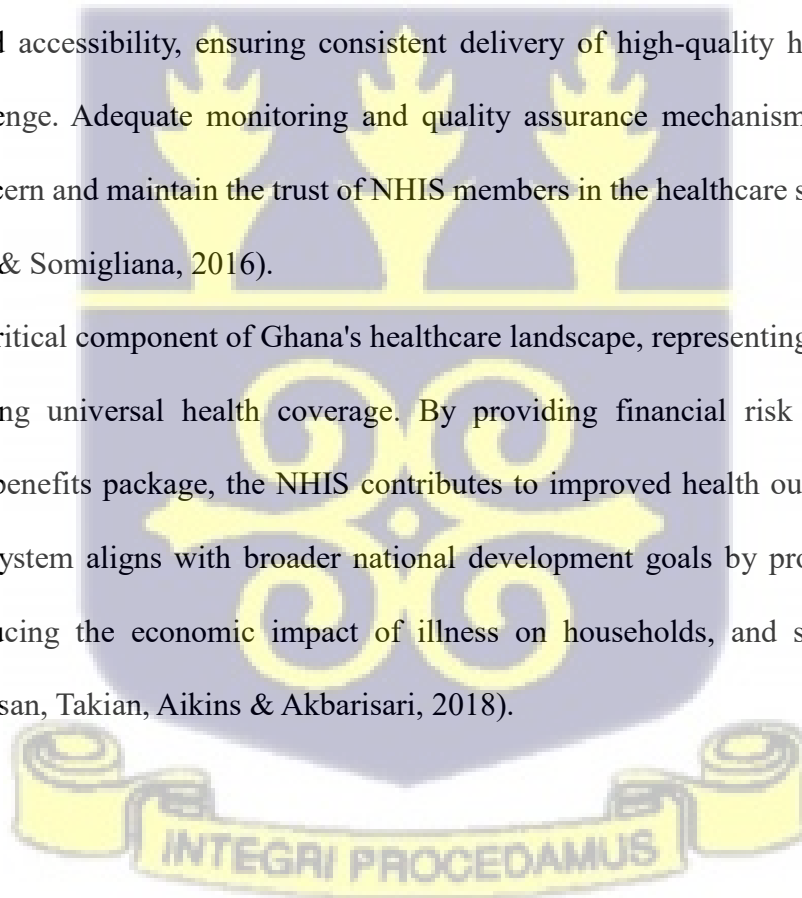 accessibility, ensuring consistent delivery of high-quality
enge. Adequate monitoring and quality assurance mechanism
cern and maintain the trust of NHIS members in the healthcare s
& Somigliana, 2016).
ritical component of Ghana's healthcare landscape, representing
ng universal health coverage. By providing financial risk
benefits package, the NHIS contributes to improved health ou
ystem aligns with broader national development goals by pro
ucing the economic impact of illness on households, and s
san, Takian, Aikins & Akbarisari, 2018).
INTEGRI PROCEDAMUS